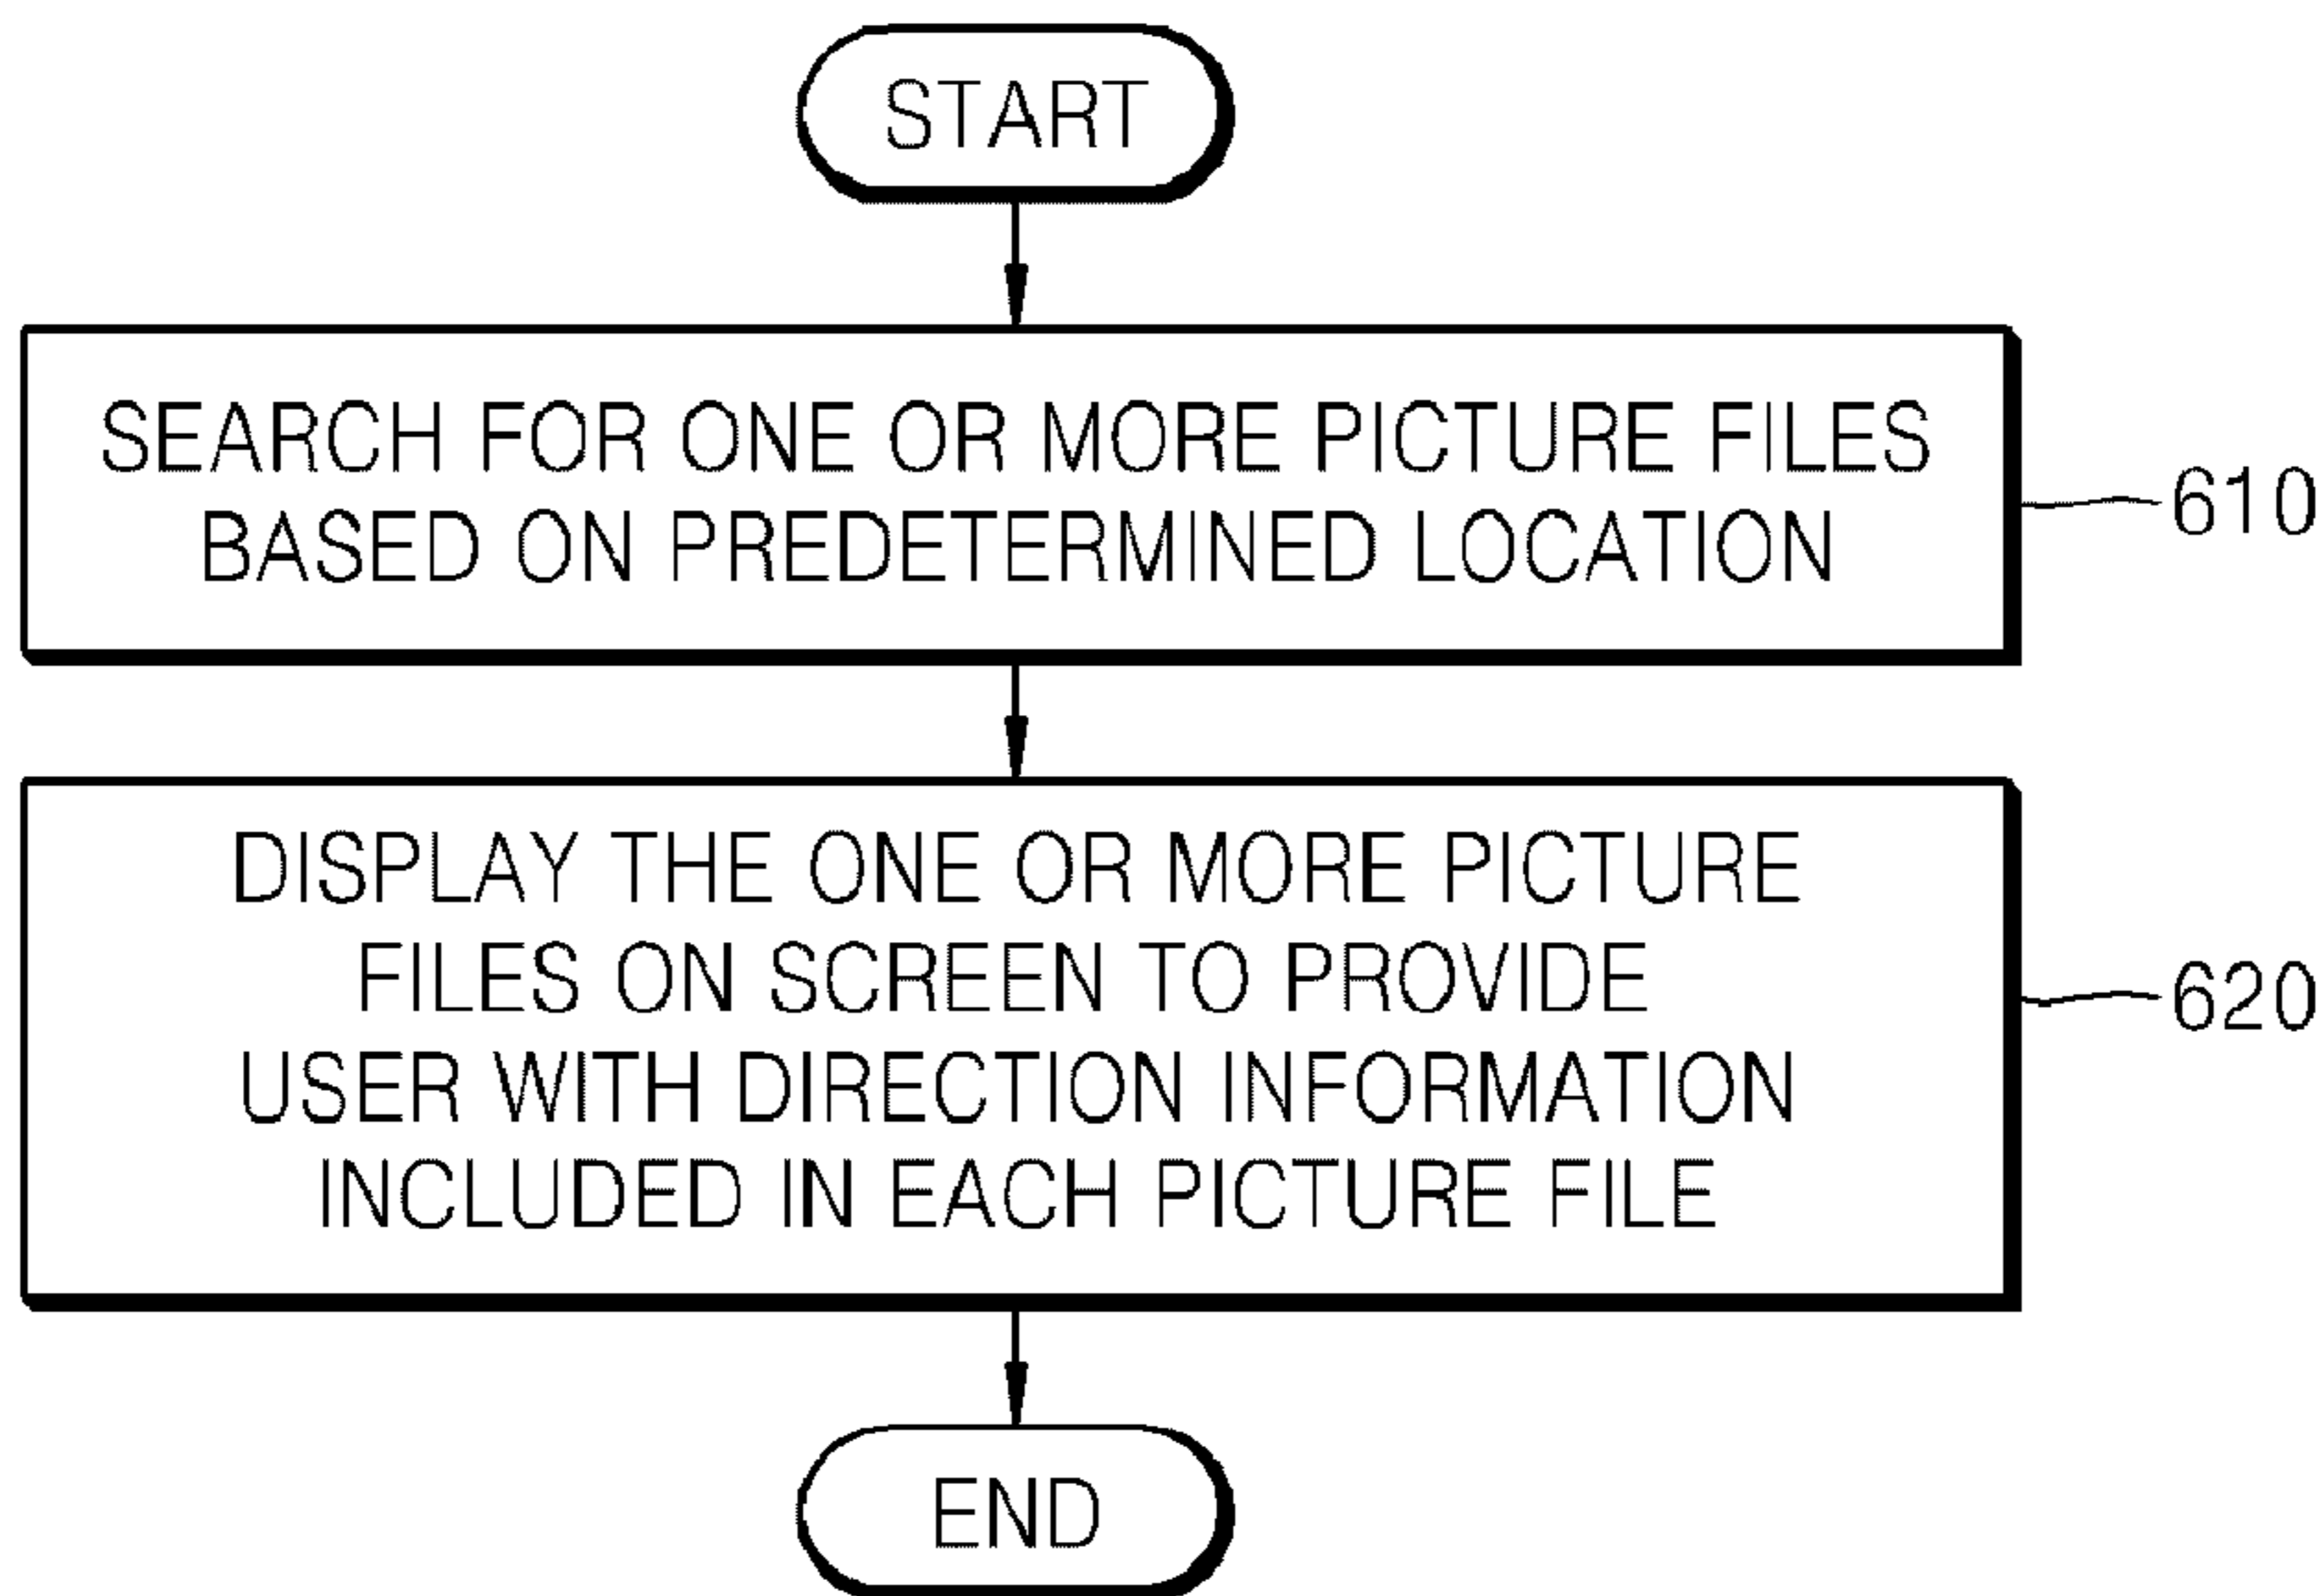 START
SEARCH FOR ONE OR MORE PICTURE FILES
BASED ON PREDETERMINED LOCATION
610
DISPLAY THE ONE OR MORE PICTURE
FILES ON SCREEN TO PROVIDE
USER WITH DIRECTION INFORMATION
INCLUDED IN EACH PICTURE FILE
620
END